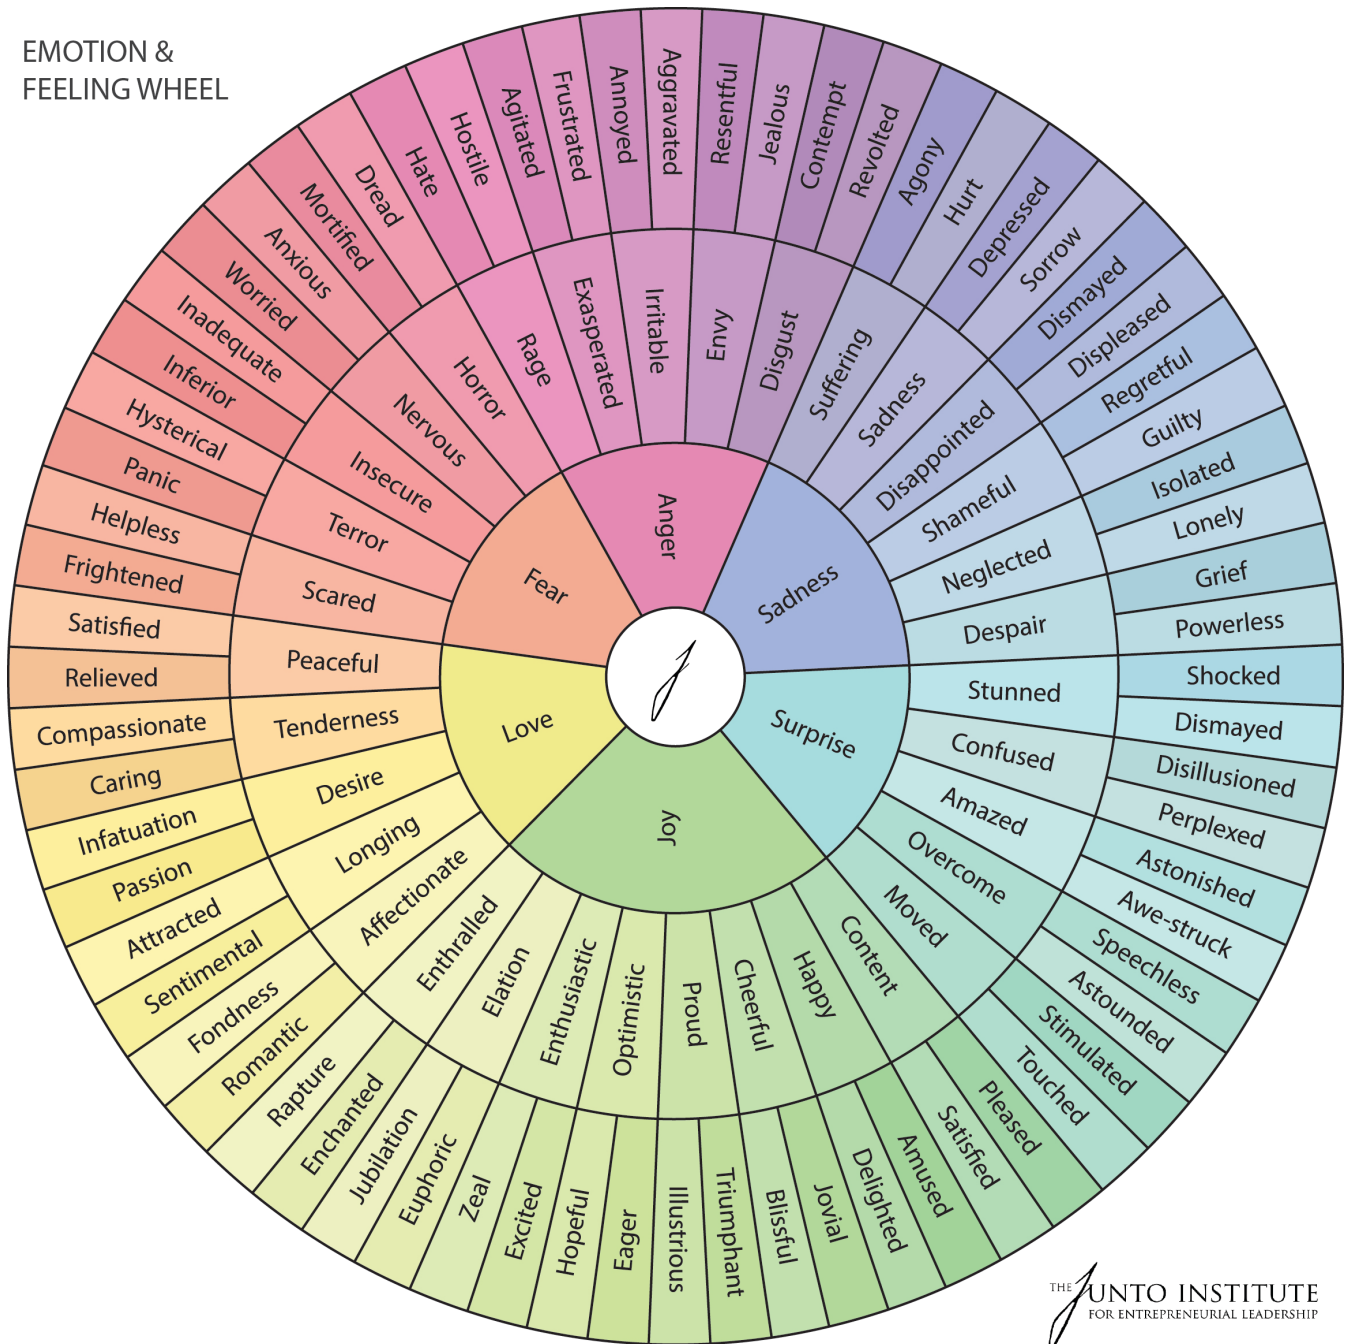 EMOTION &
FEELING WHEEL
Anger
Sadness
Surprise
Joy
Love
Fear
Rage
Exasperated
Irritable
Envy
Disgust
Suffering
Sadness
Disappointed
Shameful
Neglected
Despair
Stunned
Confused
Amazed
Overcome
Moved
Content
Happy
Cheerful
Proud
Optimistic
Enthusiastic
Elation
Enthralled
Affectionate
Longing
Desire
Tenderness
Peaceful
Scared
Terror
Insecure
Nervous
Horror
Hate
Hostile
Agitated
Frustrated
Annoyed
Aggravated
Resentful
Jealous
Contempt
Revolted
Agony
Hurt
Depressed
Sorrow
Dismayed
Displeased
Regretful
Guilty
Isolated
Lonely
Grief
Powerless
Shocked
Dismayed
Disillusioned
Perplexed
Astonished
Awe-struck
Speechless
Astounded
Stimulated
Touched
Pleased
Satisfied
Amused
Delighted
Jovial
Blissful
Triumphant
Illustrious
Eager
Hopeful
Excited
Zeal
Euphoric
Jubilation
Enchanted
Rapture
Romantic
Fondness
Sentimental
Attracted
Passion
Infatuation
Caring
Compassionate
Relieved
Satisfied
Frightened
Helpless
Panic
Hysterical
Inferior
Inadequate
Worried
Anxious
Mortified
Dread
J
THE JUNTO INSTITUTE
FOR ENTREPRENEURIAL LEADERSHIP